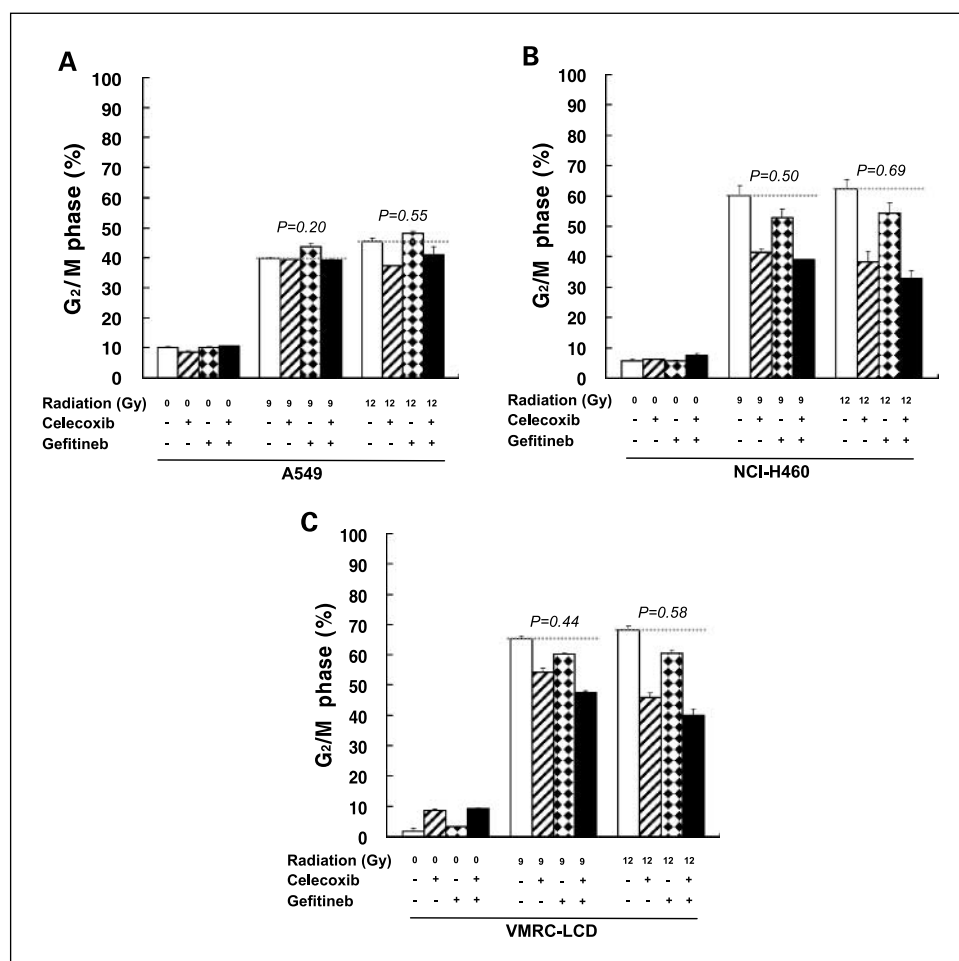 A
100
90
80
70
60
50
40
30
20
10
0
G2/M phase (%)
P=0.20
P=0.55
Radiation (Gy) 0 0 0 0 9 9 9 9 12 12 12 12
Celecoxib - + - + - + - + - + - +
Gefitineb - - + + - - + + - - + +
A549
B
100
90
80
70
60
50
40
30
20
10
0
G2/M phase (%)
P=0.50
P=0.69
0 0 0 0 9 9 9 9 12 12 12 12
- + - + - + - + - + - +
- - + + - - + + - - + +
NCI-H460
C
100
90
80
70
60
50
40
30
20
10
0
G2/M phase (%)
P=0.44
P=0.58
Radiation (Gy) 0 0 0 0 9 9 9 9 12 12 12 12
Celecoxib - + - + - + - + - + - +
Gefitineb - - + + - - + + - - + +
VMRC-LCD